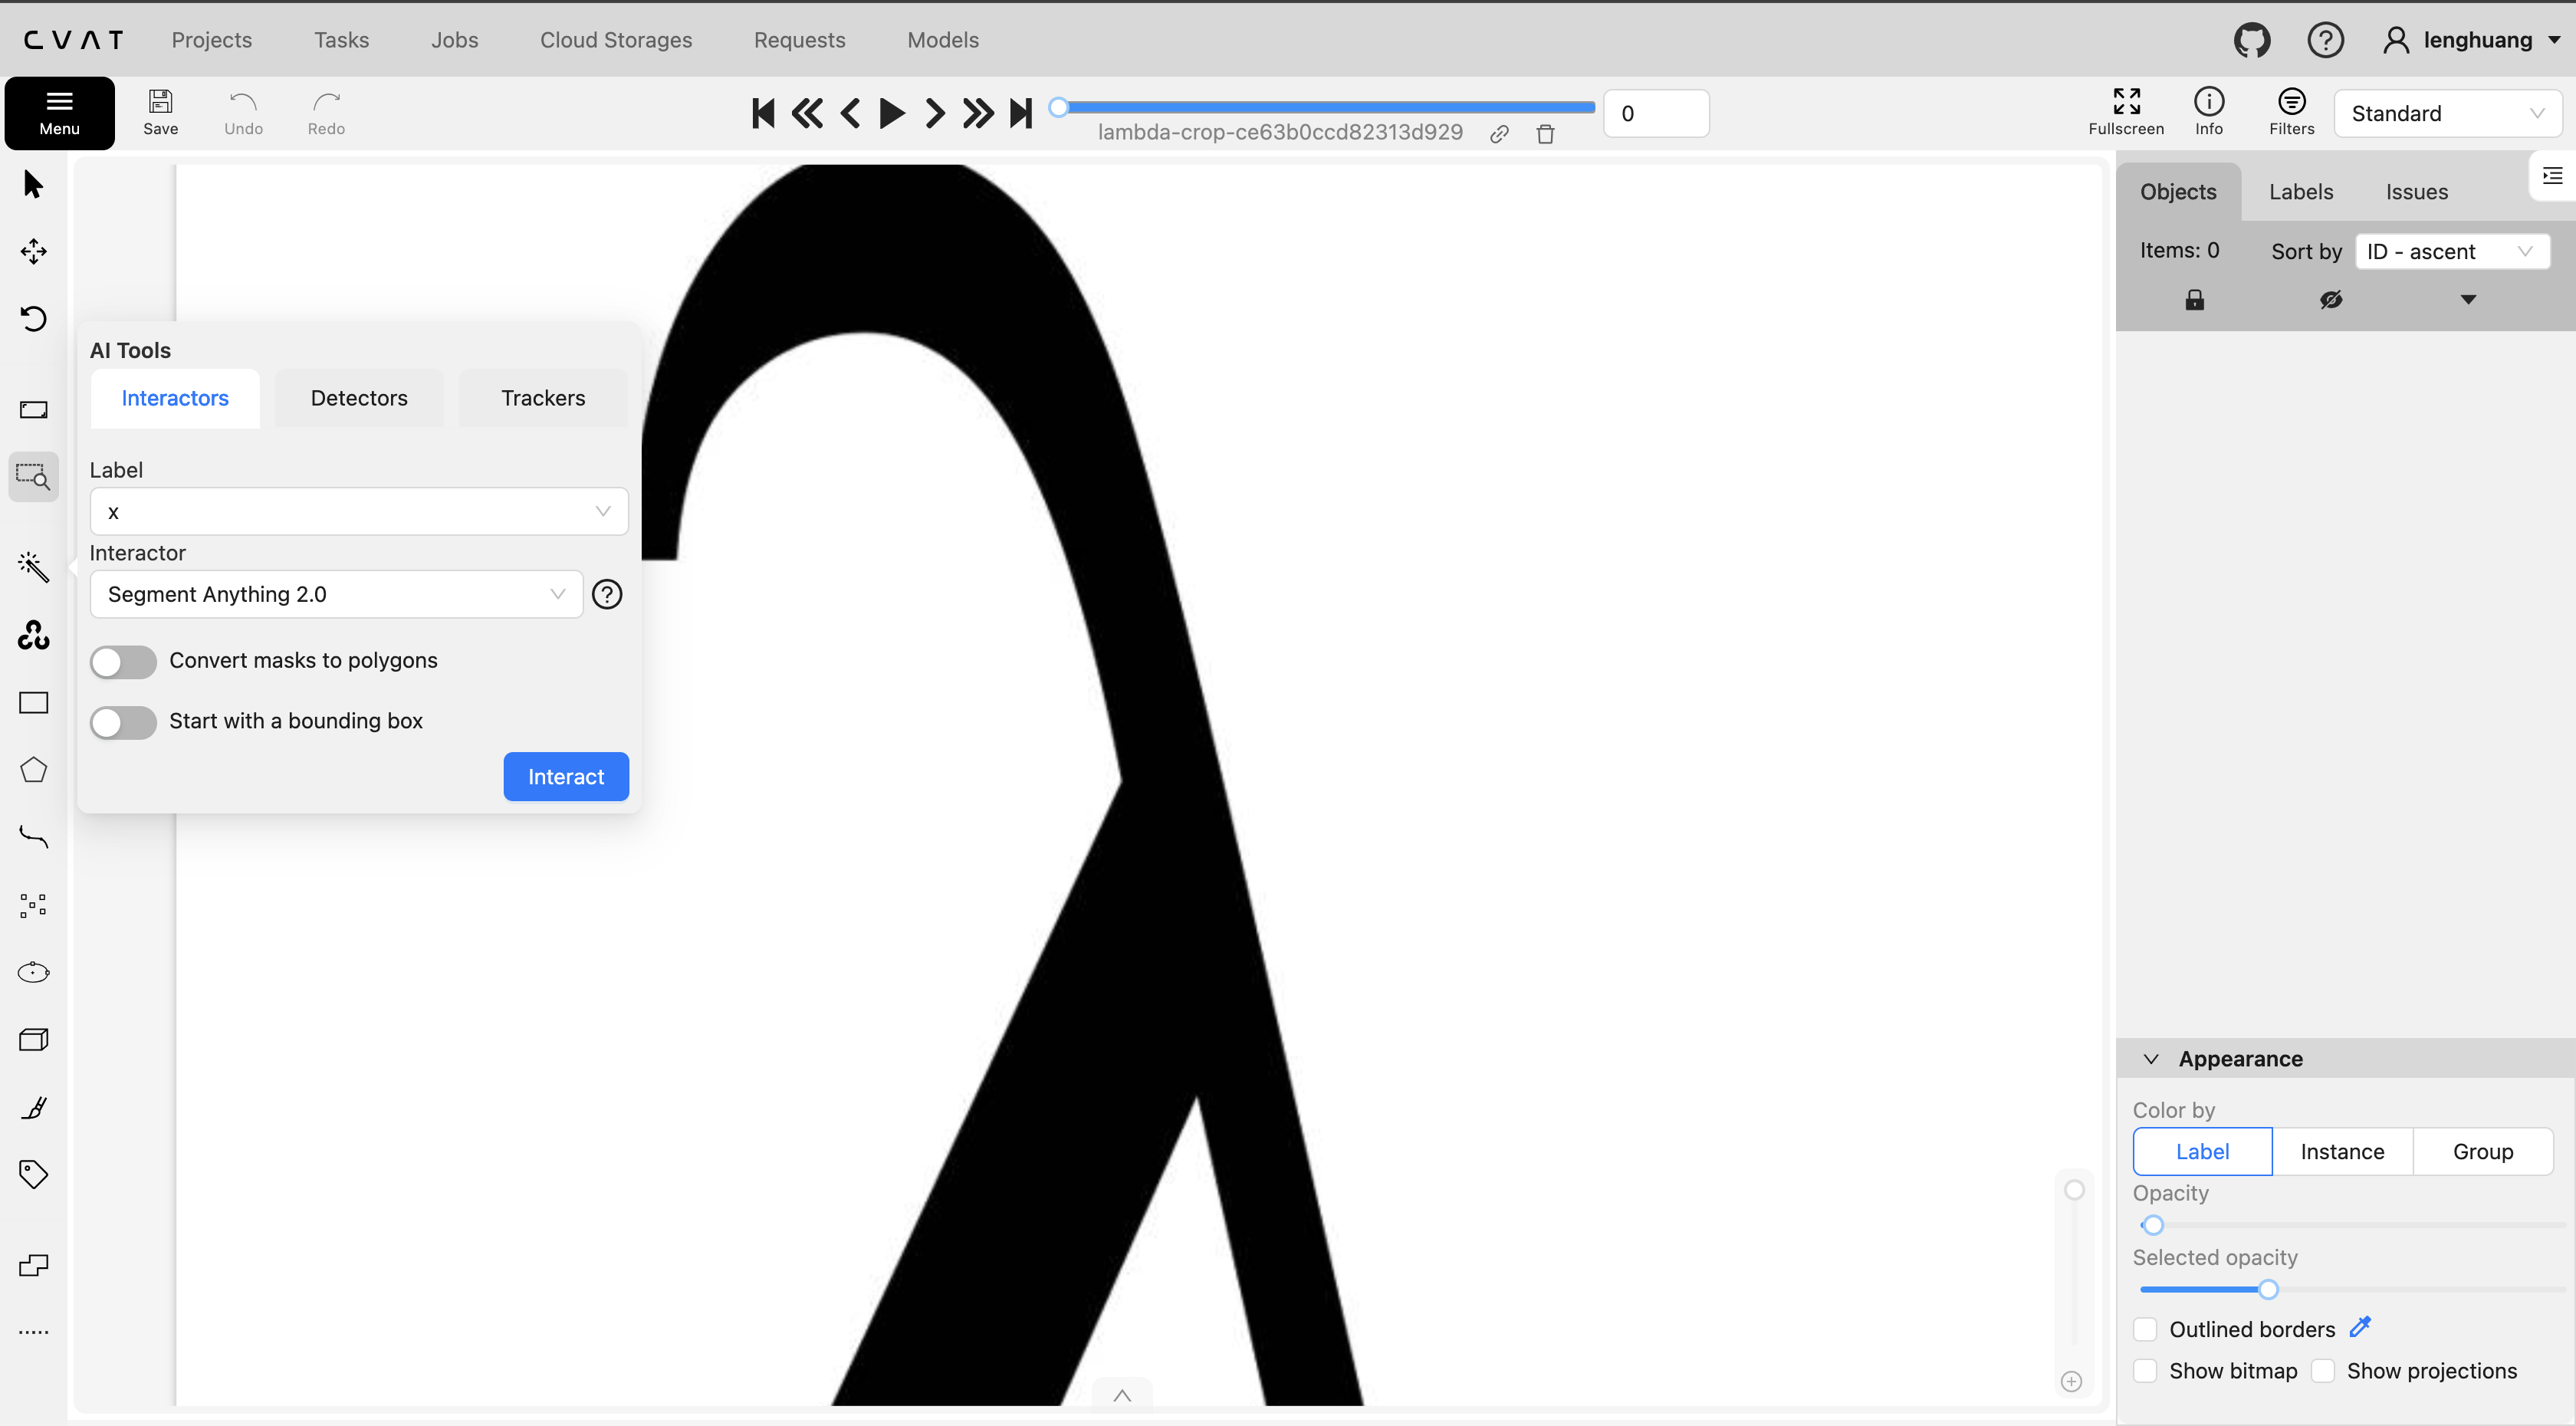 CVAT Projects Tasks Jobs Cloud Storages Requests Models lenghuang
Menu Save Undo Redo 0 Fullscreen Info Filters Standard
lambda-crop-ce63b0ccd82313d929
Objects Labels Issues
Items: 0 Sort by ID - ascent
AI Tools
Interactors Detectors Trackers
Label
x
Interactor
Segment Anything 2.0
Convert masks to polygons
Start with a bounding box
Interact
λ
Appearance
Color by
Label Instance Group
Opacity
Selected opacity
Outlined borders
Show bitmap Show projections